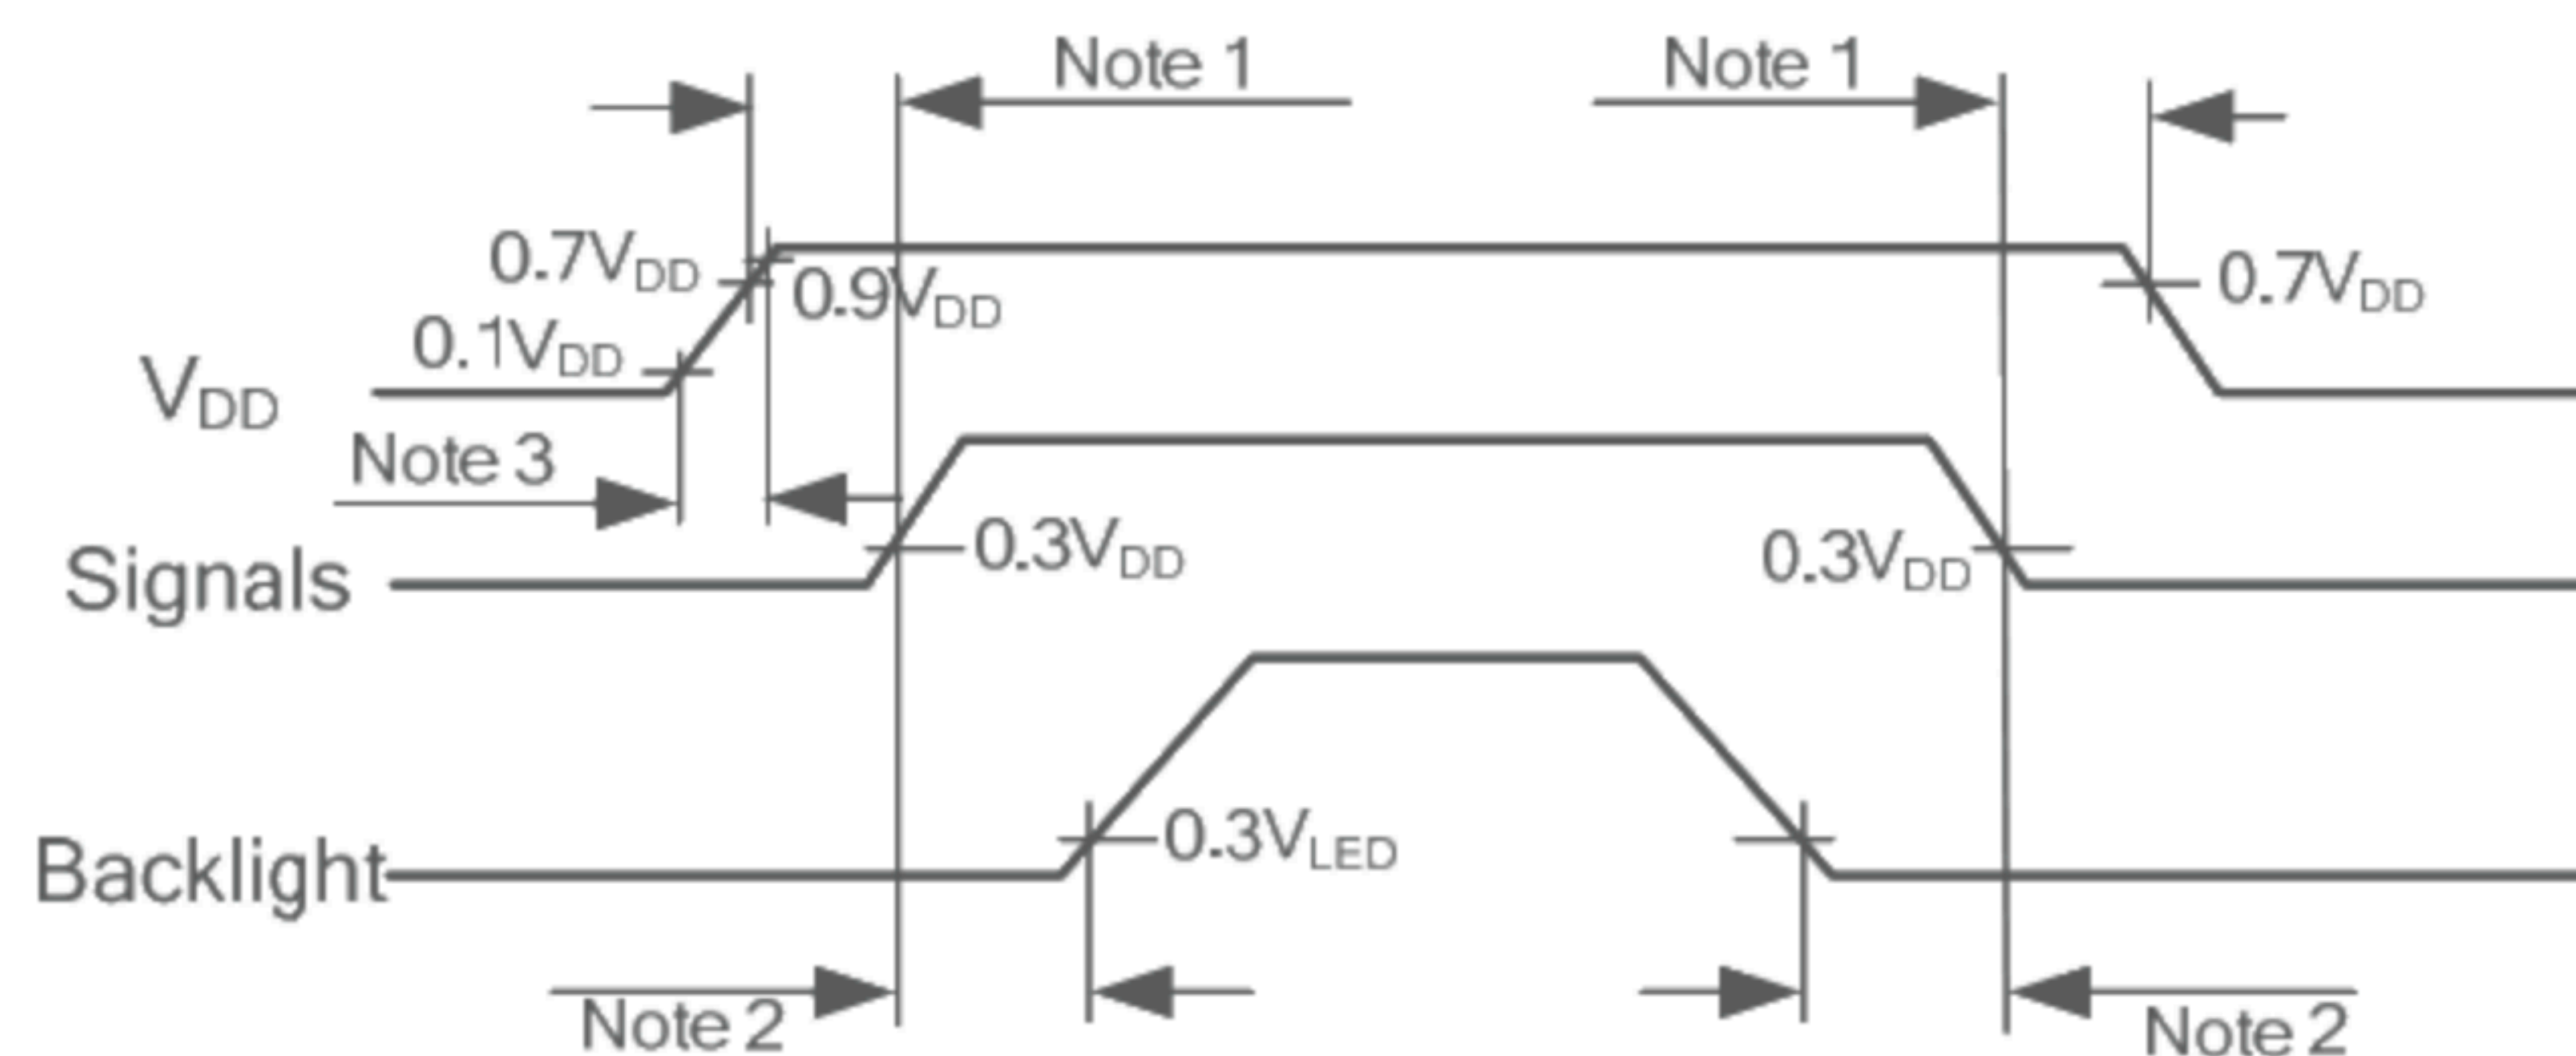 Note 1
Note 1
0.7VDD
0.9VDD
0.7VDD
0.1VDD
VDD
Note 3
0.3VDD
0.3VDD
Signals
0.3VLED
Backlight
Note 2
Note 2